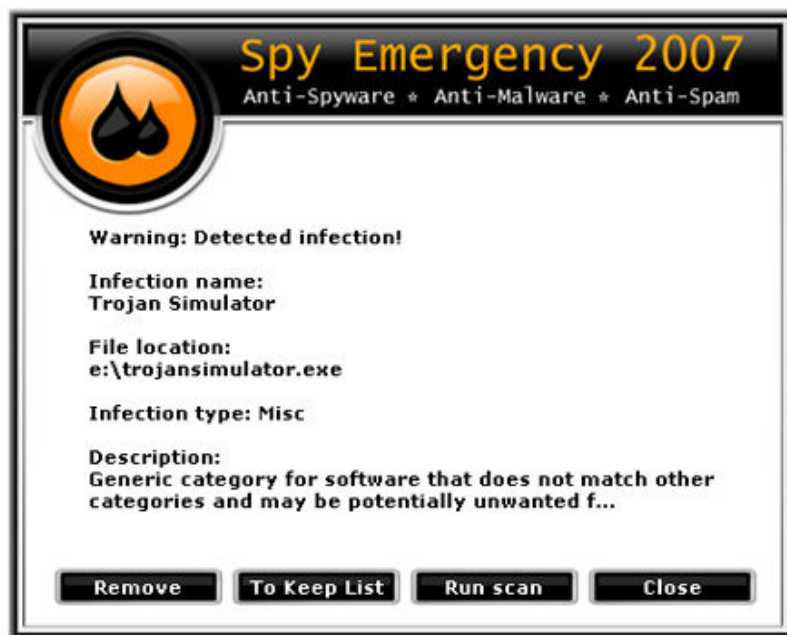 Spy Emergency 2007
Anti-Spyware ☆ Anti-Malware ☆ Anti-Spam
Warning: Detected infection!
Infection name:
Trojan Simulator
File location:
e:\trojansimulator.exe
Infection type: Misc
Description:
Generic category for software that does not match other
categories and may be potentially unwanted f...
Remove To Keep List Run scan Close